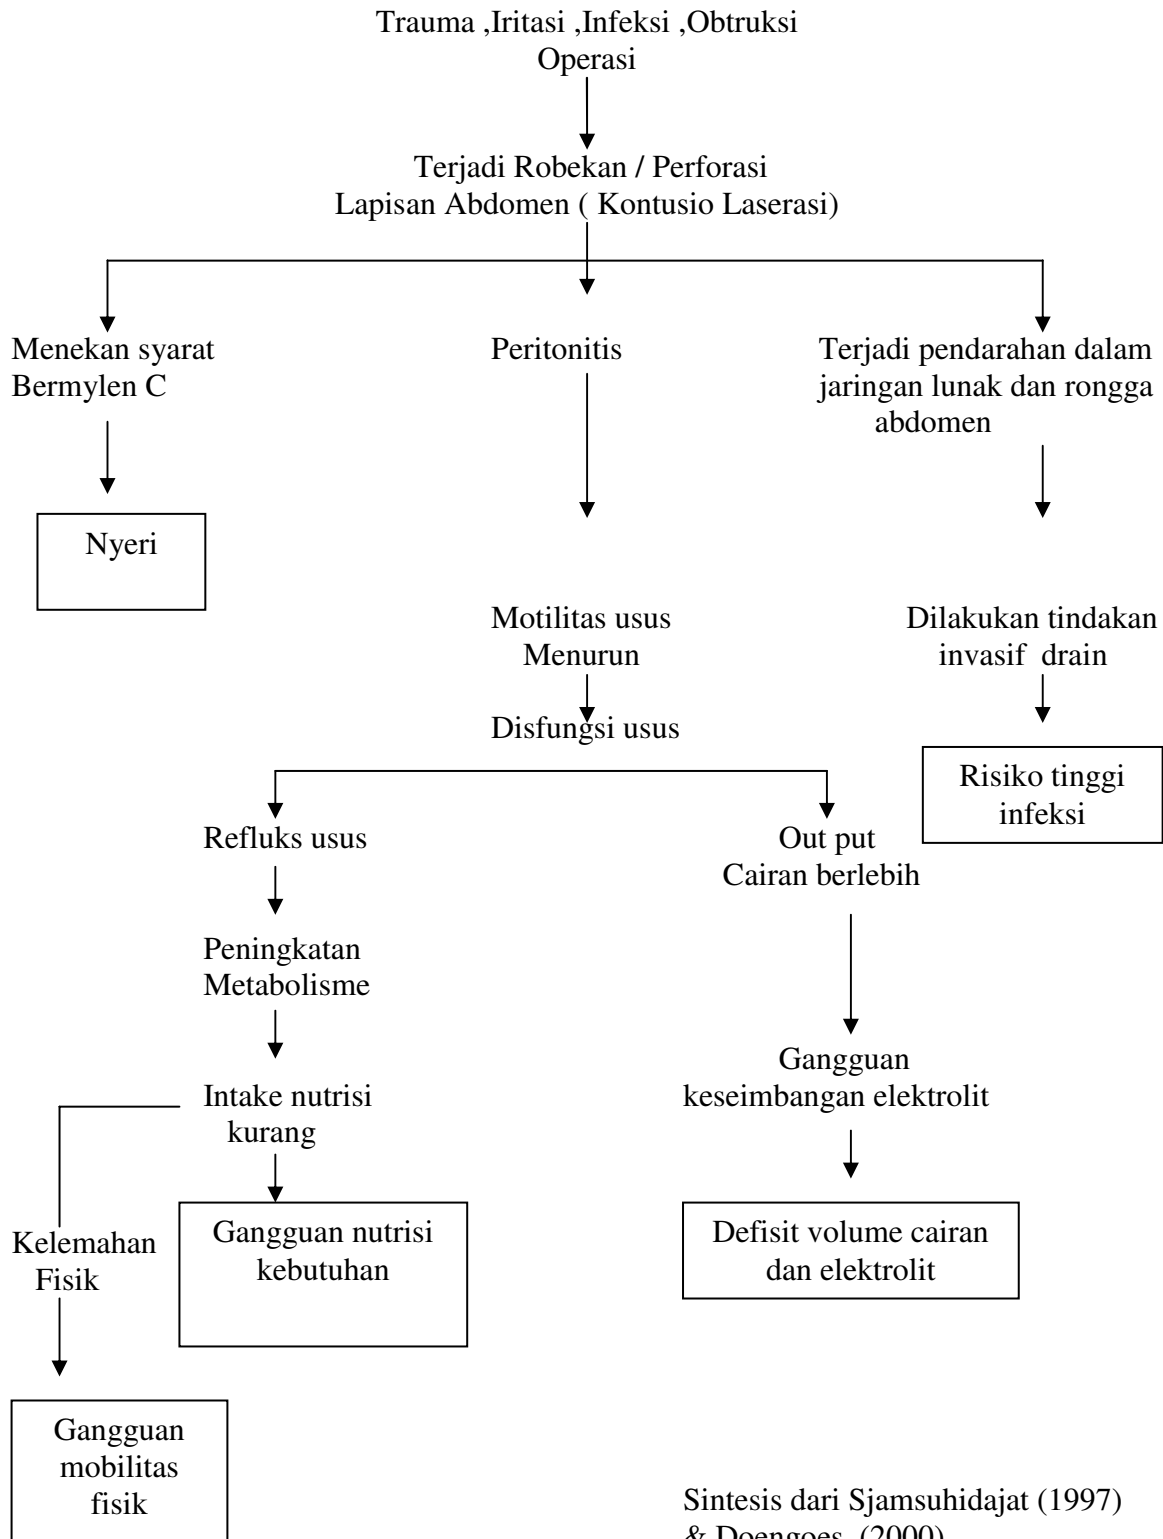 Trauma ,Iritasi ,Infeksi ,Obtruksi
Operasi
Terjadi Robekan / Perforasi
Lapisan Abdomen ( Kontusio Laserasi)
Menekan syarat
Bermylen C
Peritonitis
Terjadi pendarahan dalam
jaringan lunak dan rongga
abdomen
Nyeri
Motilitas usus
Menurun
Dilakukan tindakan
invasif  drain
Disfungsi usus
Risiko tinggi
infeksi
Refluks usus
Out put
Cairan berlebih
Peningkatan
Metabolisme
Gangguan
keseimbangan elektrolit
Intake nutrisi
kurang
Kelemahan
Fisik
Gangguan nutrisi
kebutuhan
Defisit volume cairan
dan elektrolit
Gangguan
mobilitas
fisik
Sintesis dari Sjamsuhidajat (1997)
& Doengoes, (2000)